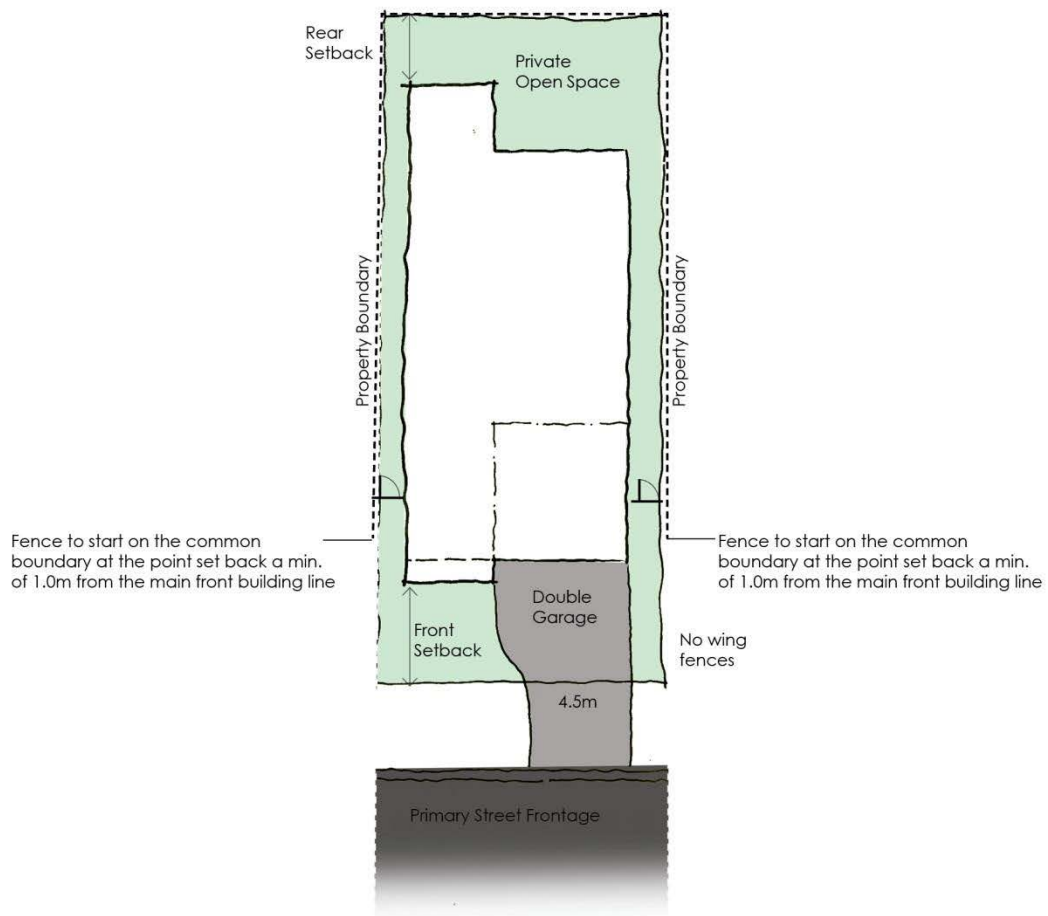 Rear
Setback
Private
Open Space
Property Boundary
Property Boundary
Fence to start on the common
boundary at the point set back a min.
of 1.0m from the main front building line
Fence to start on the common
boundary at the point set back a min.
of 1.0m from the main front building line
Double
Garage
Front
Setback
No wing
fences
4.5m
Primary Street Frontage